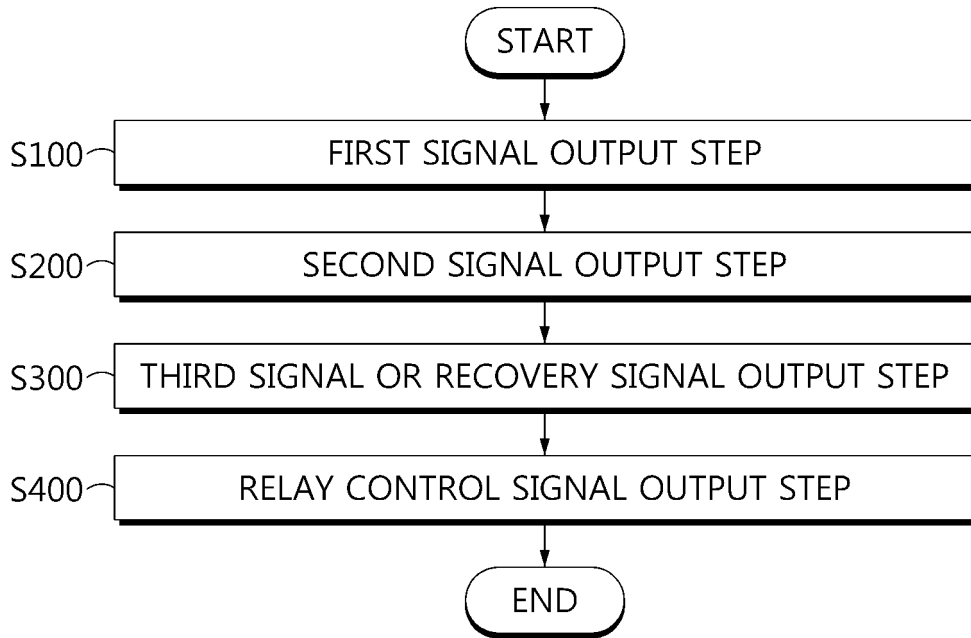 START
S100
FIRST SIGNAL OUTPUT STEP
S200
SECOND SIGNAL OUTPUT STEP
S300
THIRD SIGNAL OR RECOVERY SIGNAL OUTPUT STEP
S400
RELAY CONTROL SIGNAL OUTPUT STEP
END